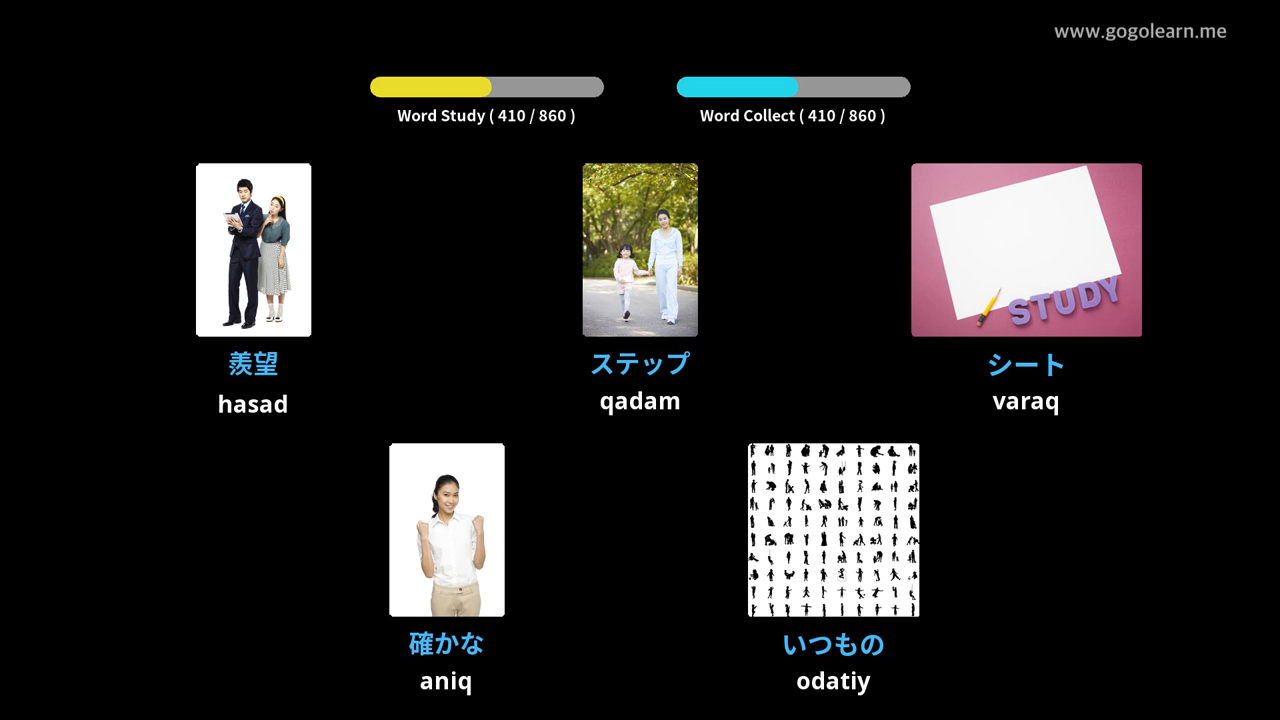 www.gogolearn.me
Word Study ( 410 / 860 )
Word Collect ( 410 / 860 )
羨望
hasad
ステップ
qadam
STUDY
シート
varaq
確かな
aniq
いつもの
odatiy